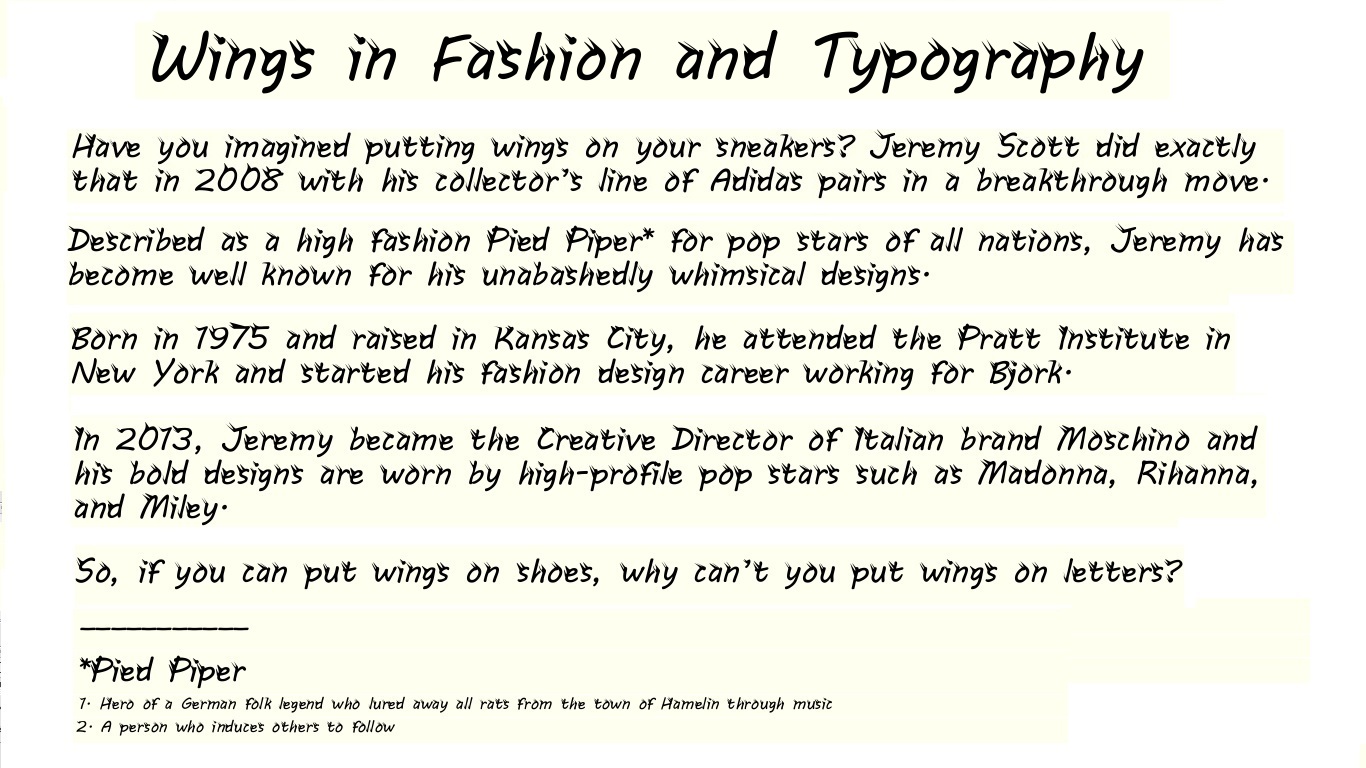 Wings in Fashion and Typography
Have you imagined putting wings on your sneakers? Jeremy Scott did exactly
that in 2008 with his collector's line of Adidas pairs in a breakthrough move.
Described as a high fashion Pied Piper* for pop stars of all nations, Jeremy has
become well known for his unabashedly whimsical designs.
Born in 1975 and raised in Kansas City, he attended the Pratt Institute in
New York and started his fashion design career working for Bjork.
In 2013, Jeremy became the Creative Director of Italian brand Moschino and
his bold designs are worn by high-profile pop stars such as Madonna, Rihanna,
and Miley.
So, if you can put wings on shoes, why can't you put wings on letters?
___________
*Pied Piper
1. Hero of a German folk legend who lured away all rats from the town of Hamelin through music
2. A person who induces others to follow